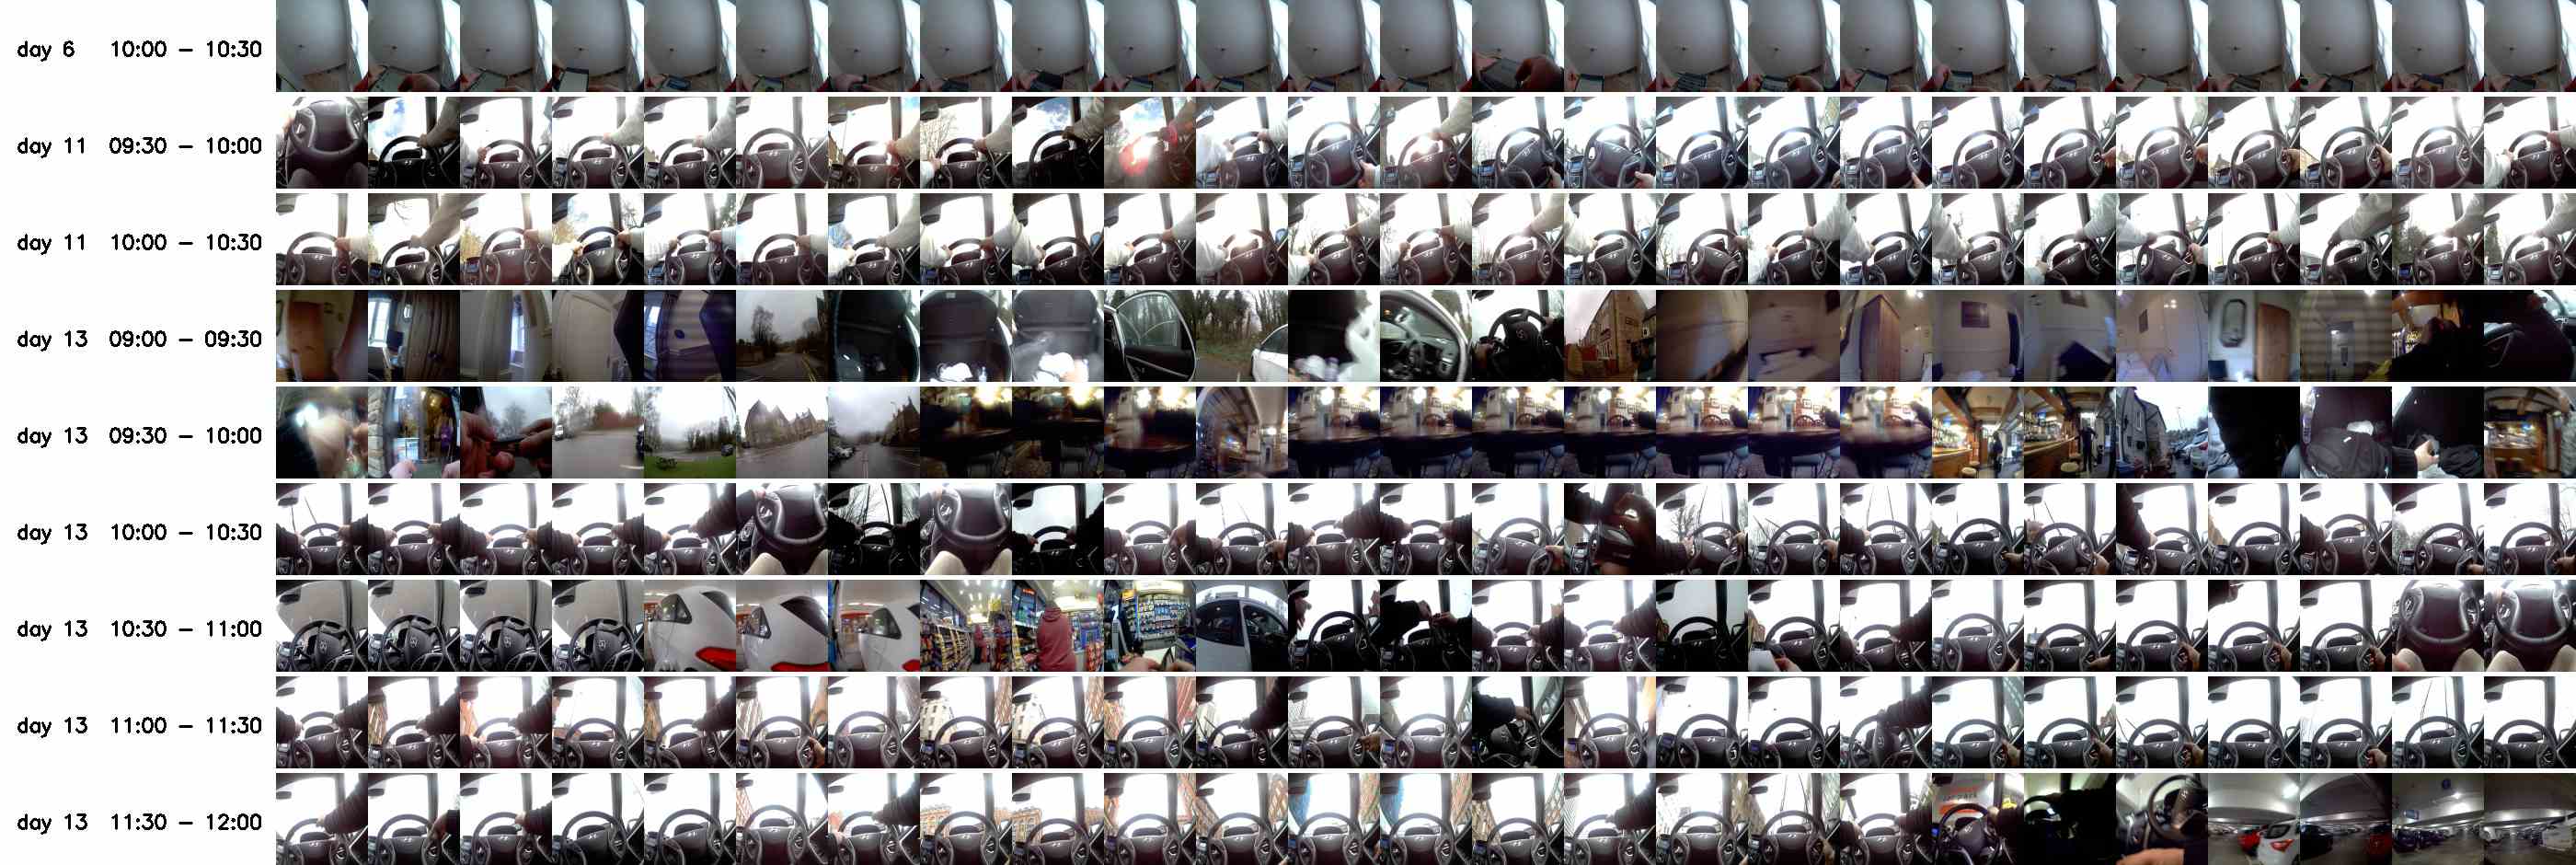 day 6 10:00 - 10:30
day 11 09:30 - 10:00
day 11 10:00 - 10:30
day 13 09:00 - 09:30
day 13 09:30 - 10:00
day 13 10:00 - 10:30
day 13 10:30 - 11:00
day 13 11:00 - 11:30
day 13 11:30 - 12:00